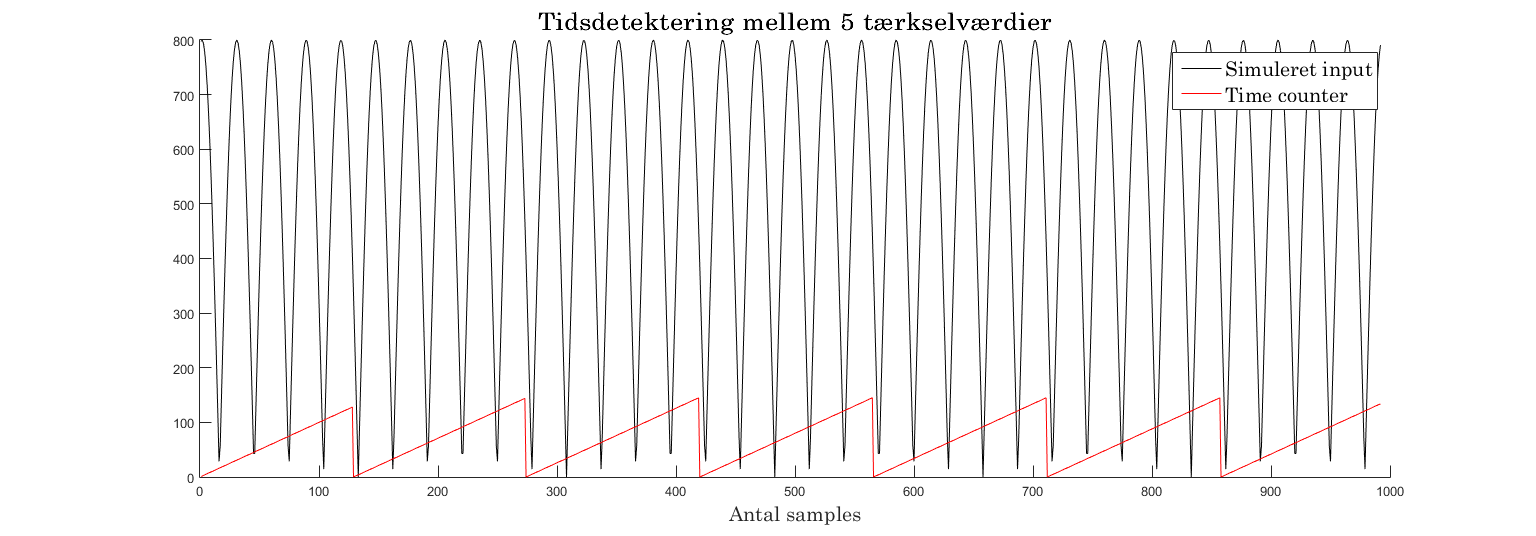 Tidsdetektering mellem 5 tærkselværdier
800
700
600
500
400
300
200
100
0
Simuleret input
Time counter
0 100 200 300 400 500 600 700 800 900 1000
Antal samples